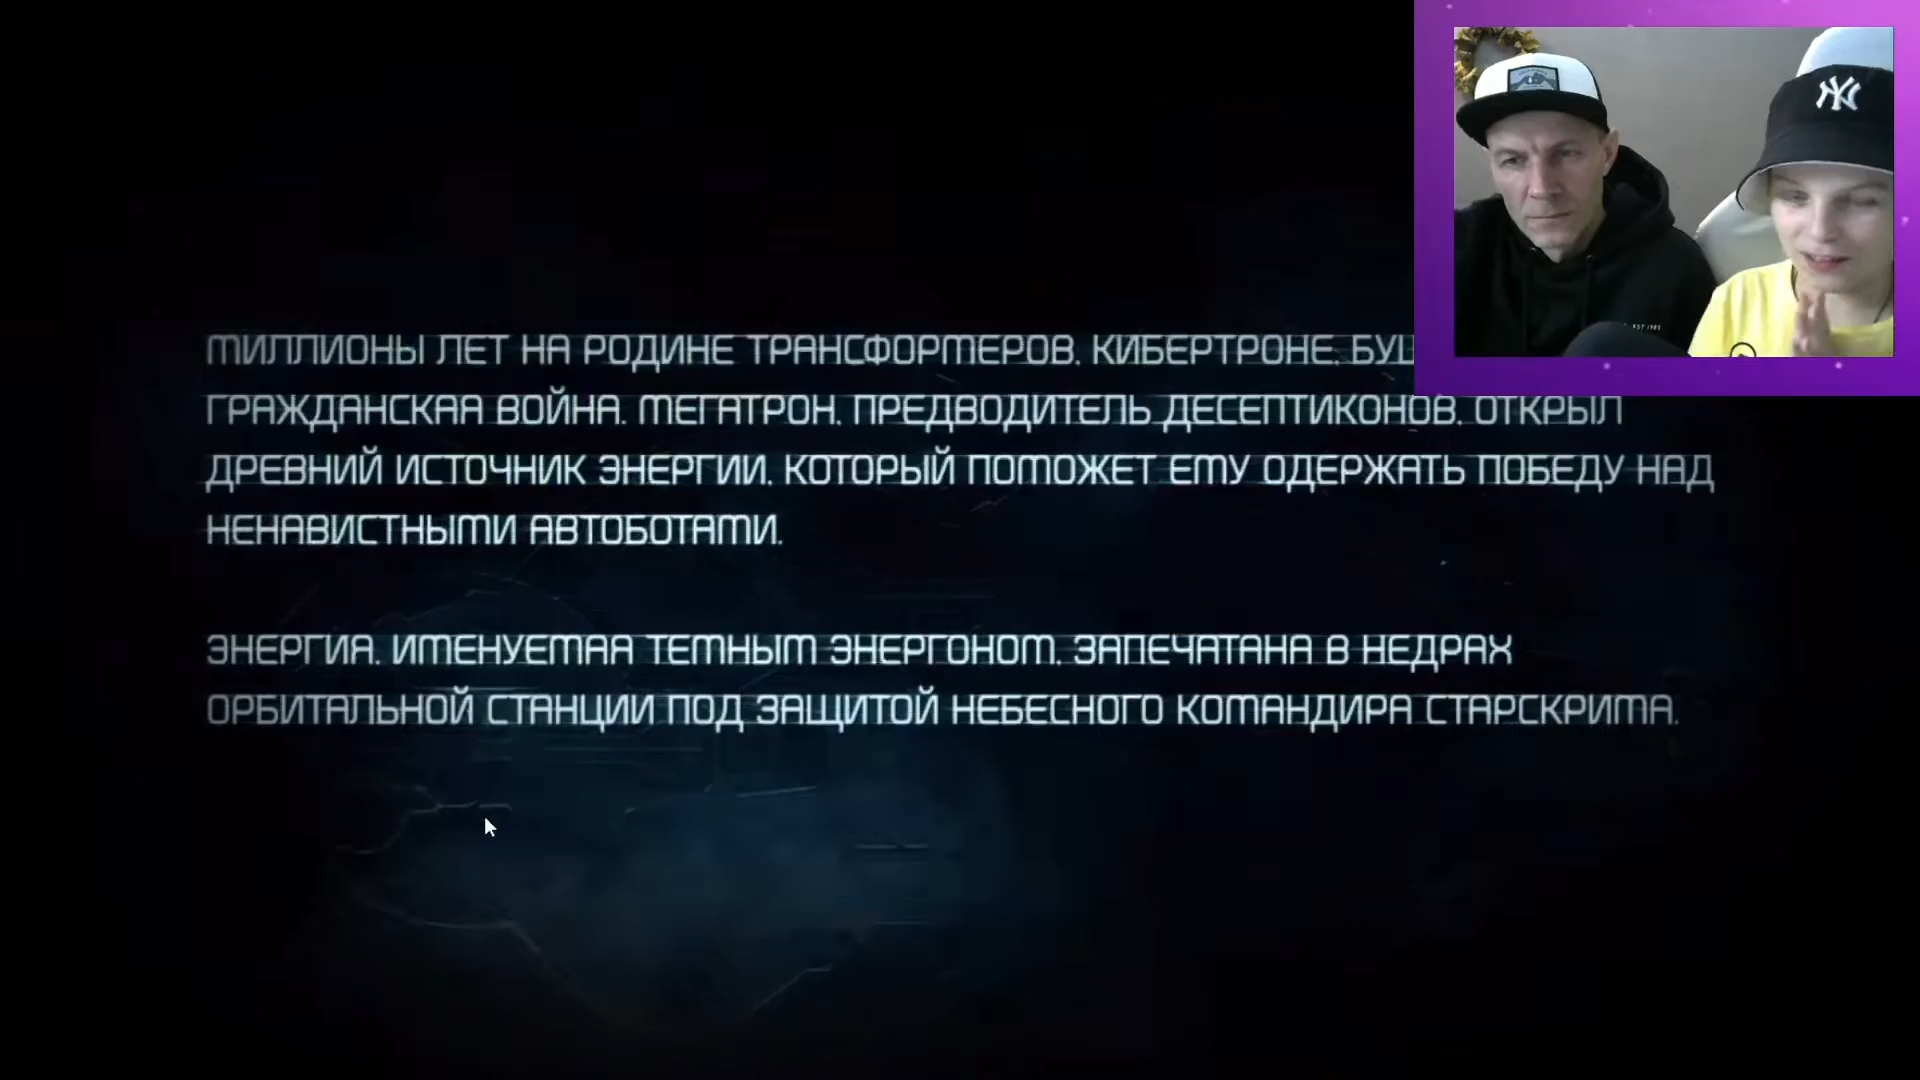 МИЛЛИОНЫ ЛЕТ НА РОДИНЕ ТРАНСФОРМЕРОВ, КИБЕРТРОНЕ,
ГРАЖДАНСКАЯ ВОЙНА. МЕГАТРОН, ПРЕДВОДИТЕЛЬ ДЕСЕПТИКОНОВ, ОТКРЫЛ
ДРЕВНИЙ ИСТОЧНИК ЭНЕРГИИ, КОТОРЫЙ ПОМОЖЕТ ЕМУ ОДЕРЖАТЬ ПОБЕДУ НАД
НЕНАВИСТНЫМИ АВТОБОТАМИ.
ЭНЕРГИЯ, ИМЕНУЕМАЯ ТЕМНЫМ ЭНЕРГОНОМ, ЗАПЕЧАТАНА В НЕДРАХ
ОРБИТАЛЬНОЙ СТАНЦИИ ПОД ЗАЩИТОЙ НЕБЕСНОГО КОМАНДИРА СТАРСКРИМА.
NY